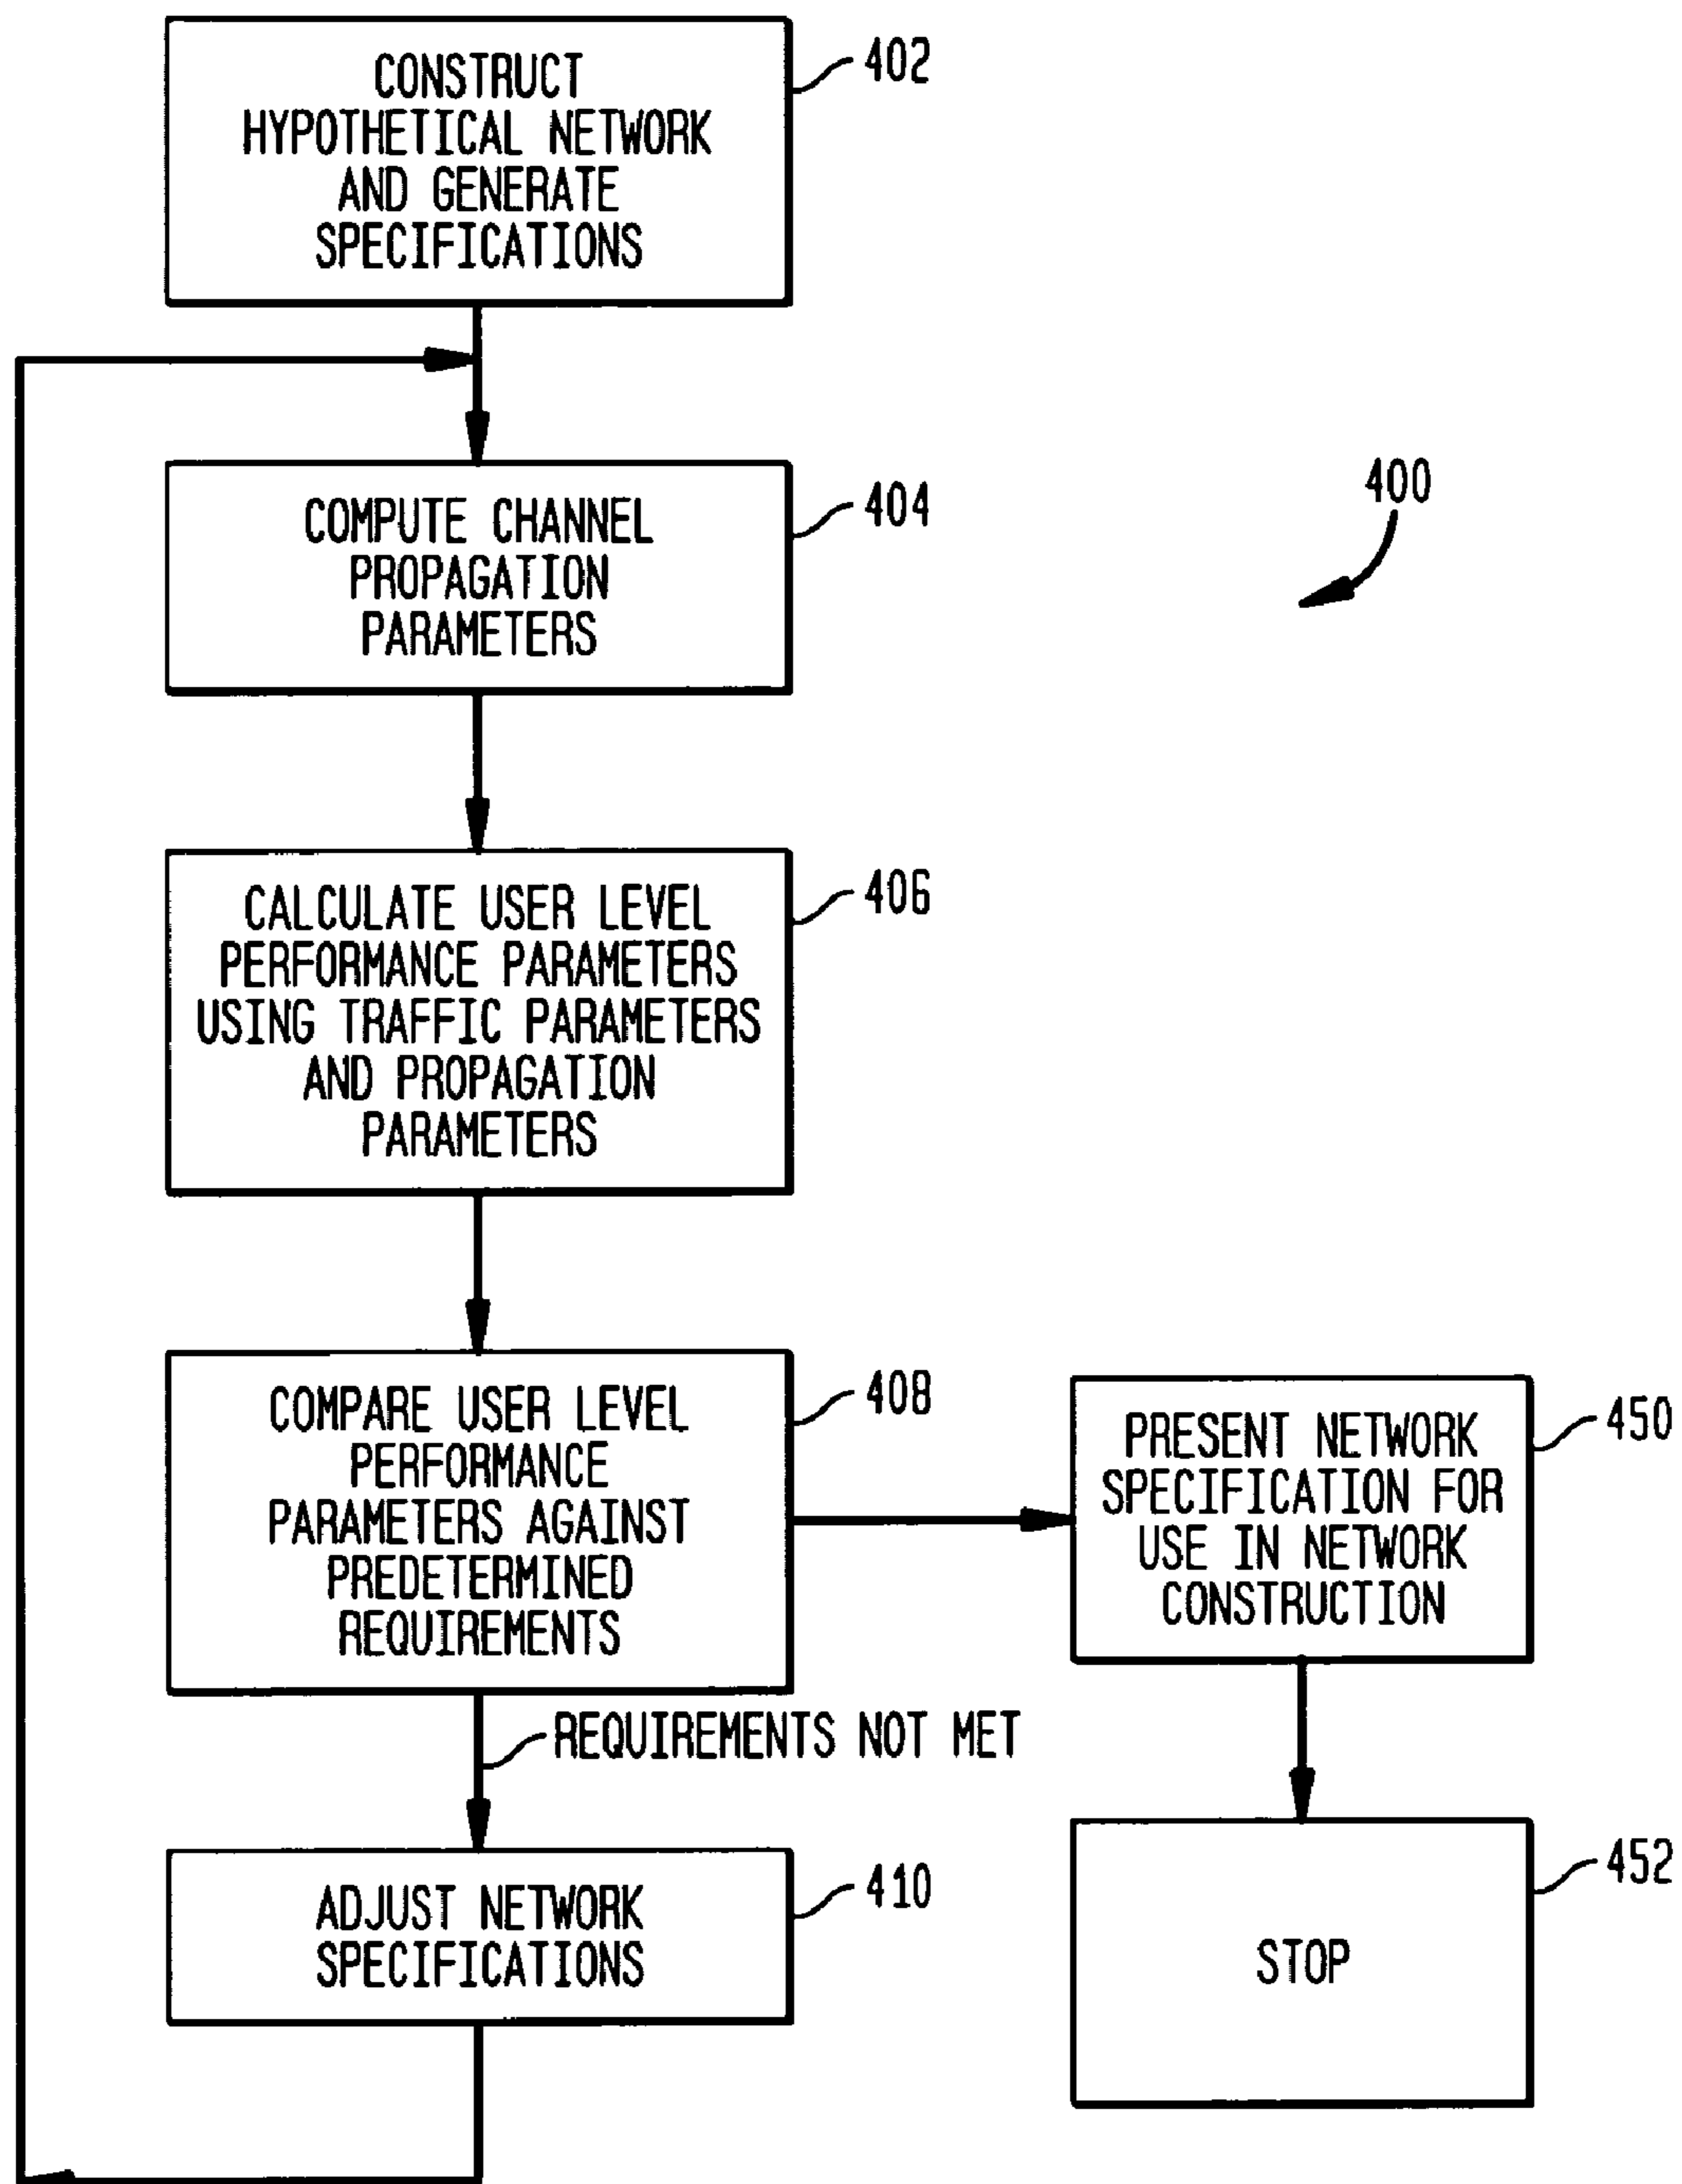 CONSTRUCT
HYPOTHETICAL NETWORK
AND GENERATE
SPECIFICATIONS
402
COMPUTE CHANNEL
PROPAGATION
PARAMETERS
404
400
CALCULATE USER LEVEL
PERFORMANCE PARAMETERS
USING TRAFFIC PARAMETERS
AND PROPAGATION
PARAMETERS
406
COMPARE USER LEVEL
PERFORMANCE
PARAMETERS AGAINST
PREDETERMINED
REQUIREMENTS
408
PRESENT NETWORK
SPECIFICATION FOR
USE IN NETWORK
CONSTRUCTION
450
REQUIREMENTS NOT MET
ADJUST NETWORK
SPECIFICATIONS
410
STOP
452